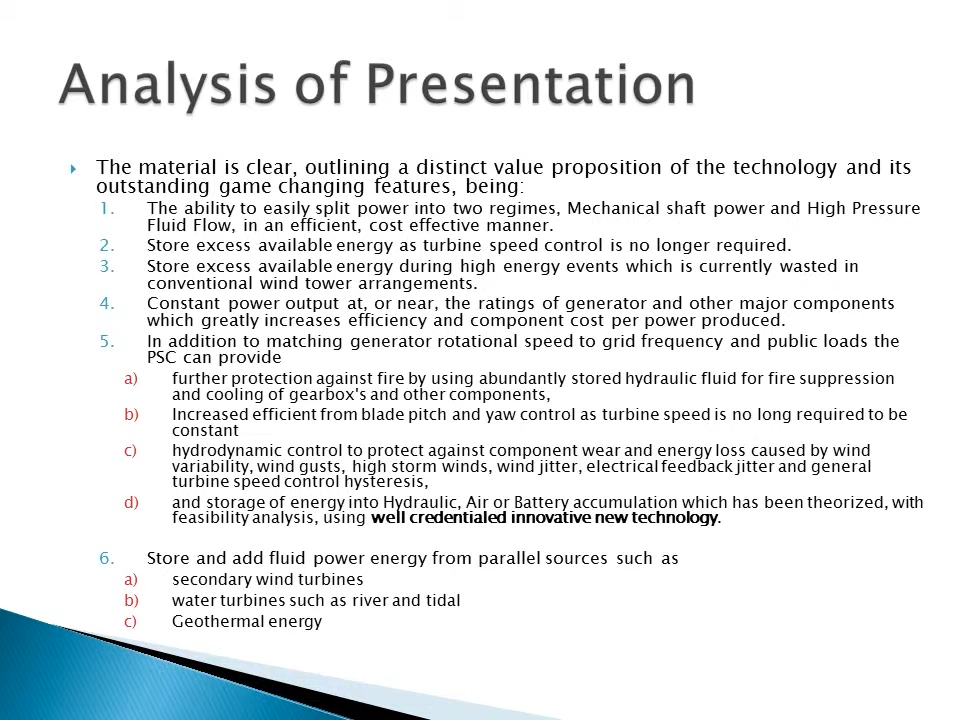 Analysis of Presentation
The material is clear, outlining a distinct value proposition of the technology and its
outstanding game changing features, being:
1. The ability to easily split power into two regimes, Mechanical shaft power and High Pressure
Fluid Flow, in an efficient, cost effective manner.
2. Store excess available energy as turbine speed control is no longer required.
3. Store excess available energy during high energy events which is currently wasted in
conventional wind tower arrangements.
4. Constant power output at, or near, the ratings of generator and other major components
which greatly increases efficiency and component cost per power produced.
5. In addition to matching generator rotational speed to grid frequency and public loads the
PSC can provide
a) further protection against fire by using abundantly stored hydraulic fluid for fire suppression
and cooling of gearbox's and other components,
b) Increased efficient from blade pitch and yaw control as turbine speed is no long required to be
constant
c) hydrodynamic control to protect against component wear and energy loss caused by wind
variability, wind gusts, high storm winds, wind jitter, electrical feedback jitter and general
turbine speed control hysteresis,
d) and storage of energy into Hydraulic, Air or Battery accumulation which has been theorized, with
feasibility analysis, using well credentialed innovative new technology.
6. Store and add fluid power energy from parallel sources such as
a) secondary wind turbines
b) water turbines such as river and tidal
c) Geothermal energy